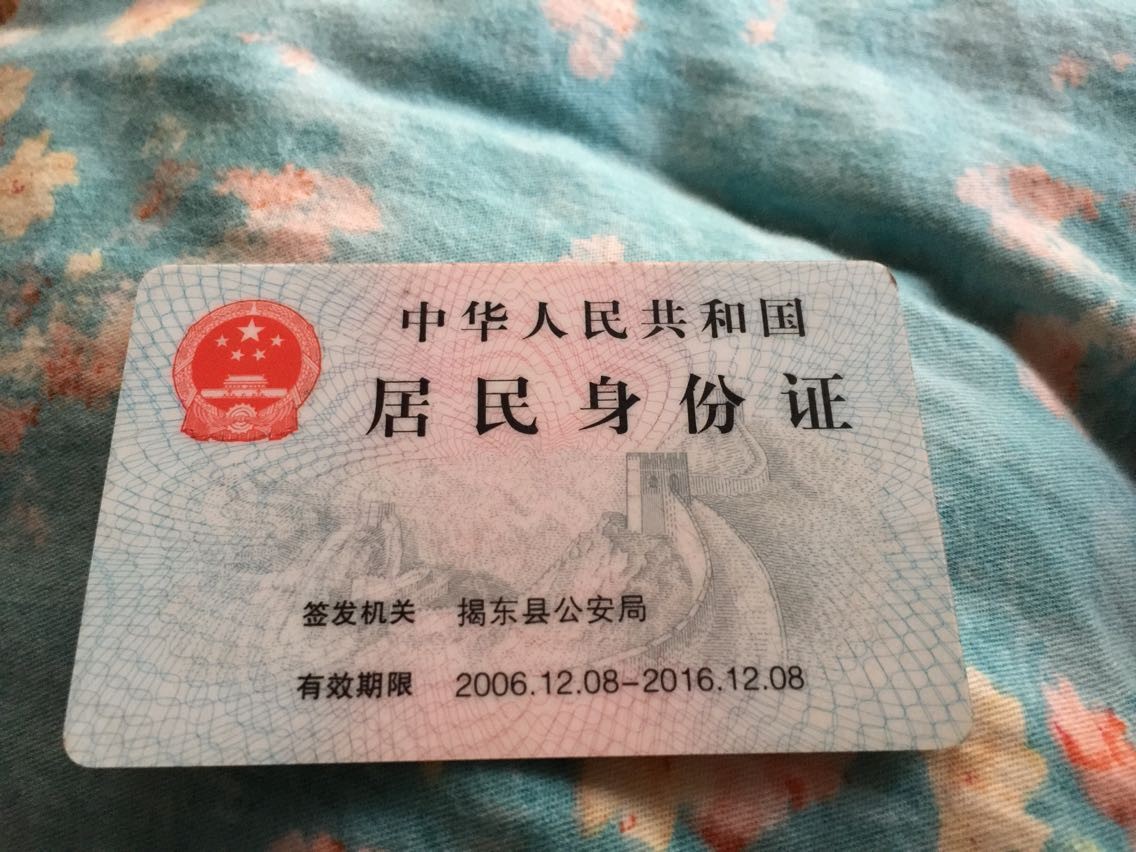 中华人民共和国
居民身份证
签发机关 揭东县公安局
有效期限 2006.12.08-2016.12.08